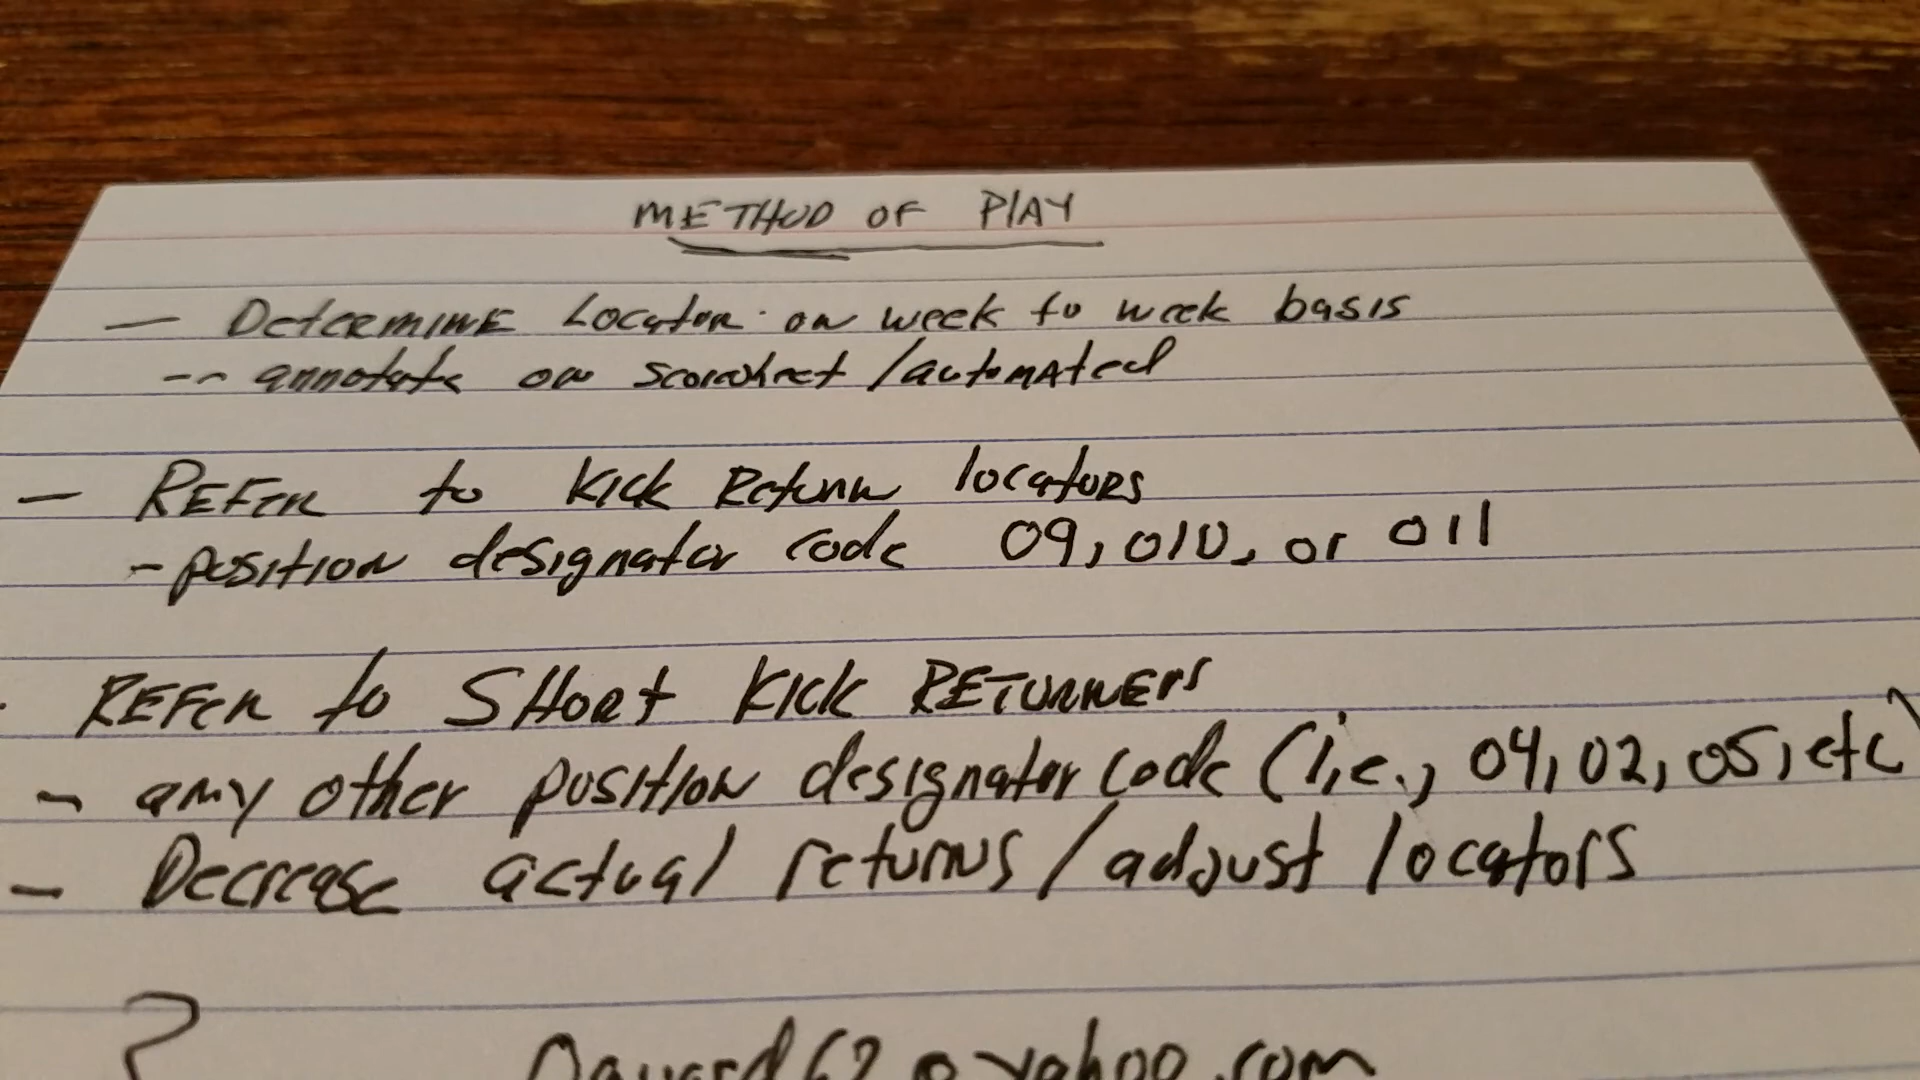 METHOD OF PLAY
— DetERMINE Locator on week to week basis
-- annotate on scoresheet/automated
— REFER to Kick Return locators
- position designator code 09, 010, or 011
- REFER to SHORT KICK RETURNERS
- any other position designator code (i.e., 04, 02, 05, etc)
- Decrease actual returns/adjust locators
?
@yahoo.com